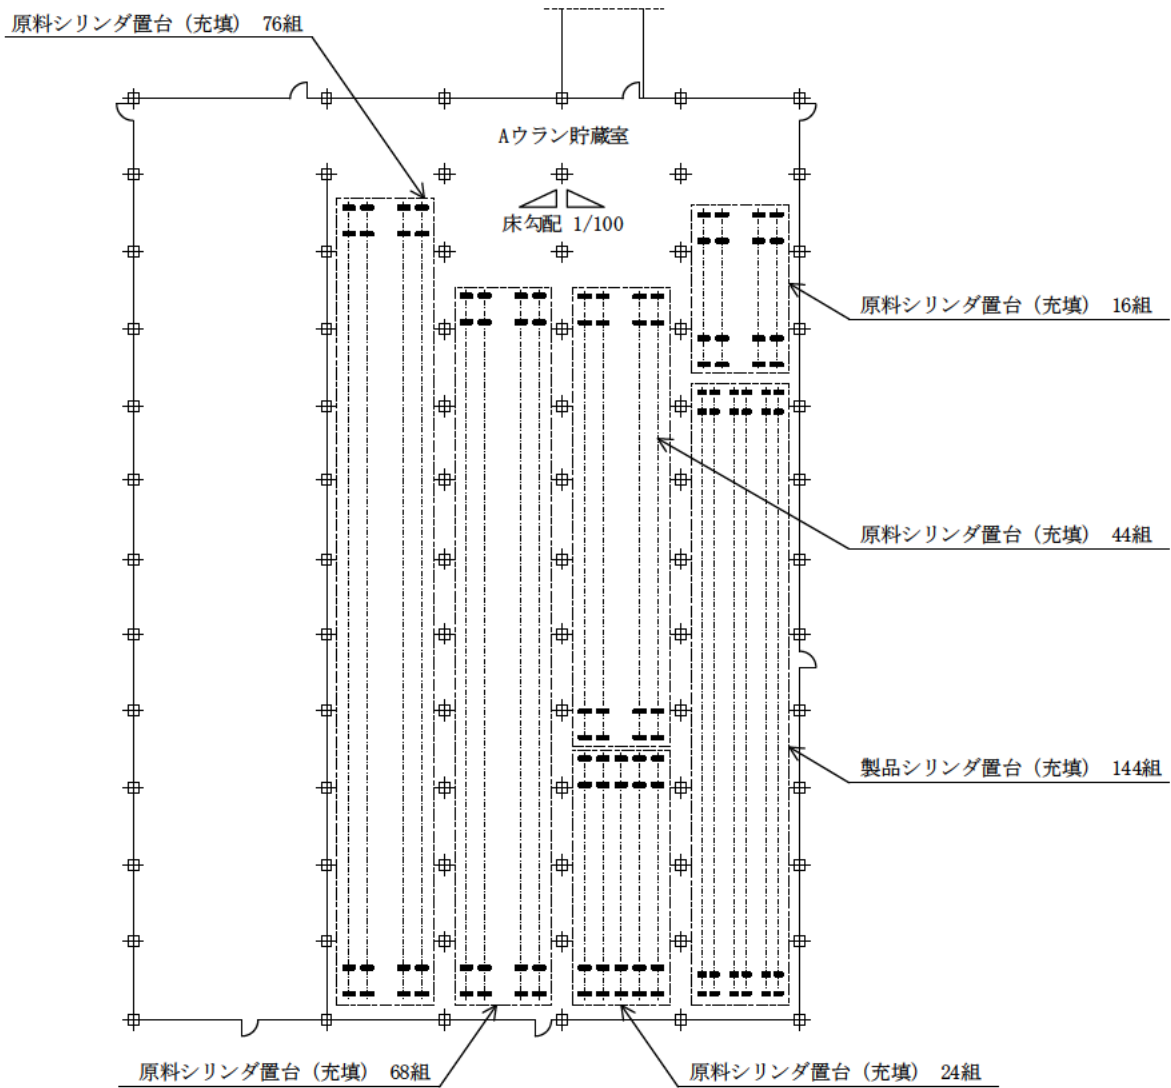 原料シリンダ置台（充填） 76組
Aウラン貯蔵室
床勾配 1/100
原料シリンダ置台（充填） 16組
原料シリンダ置台（充填） 44組
製品シリンダ置台（充填） 144組
原料シリンダ置台（充填） 68組
原料シリンダ置台（充填） 24組